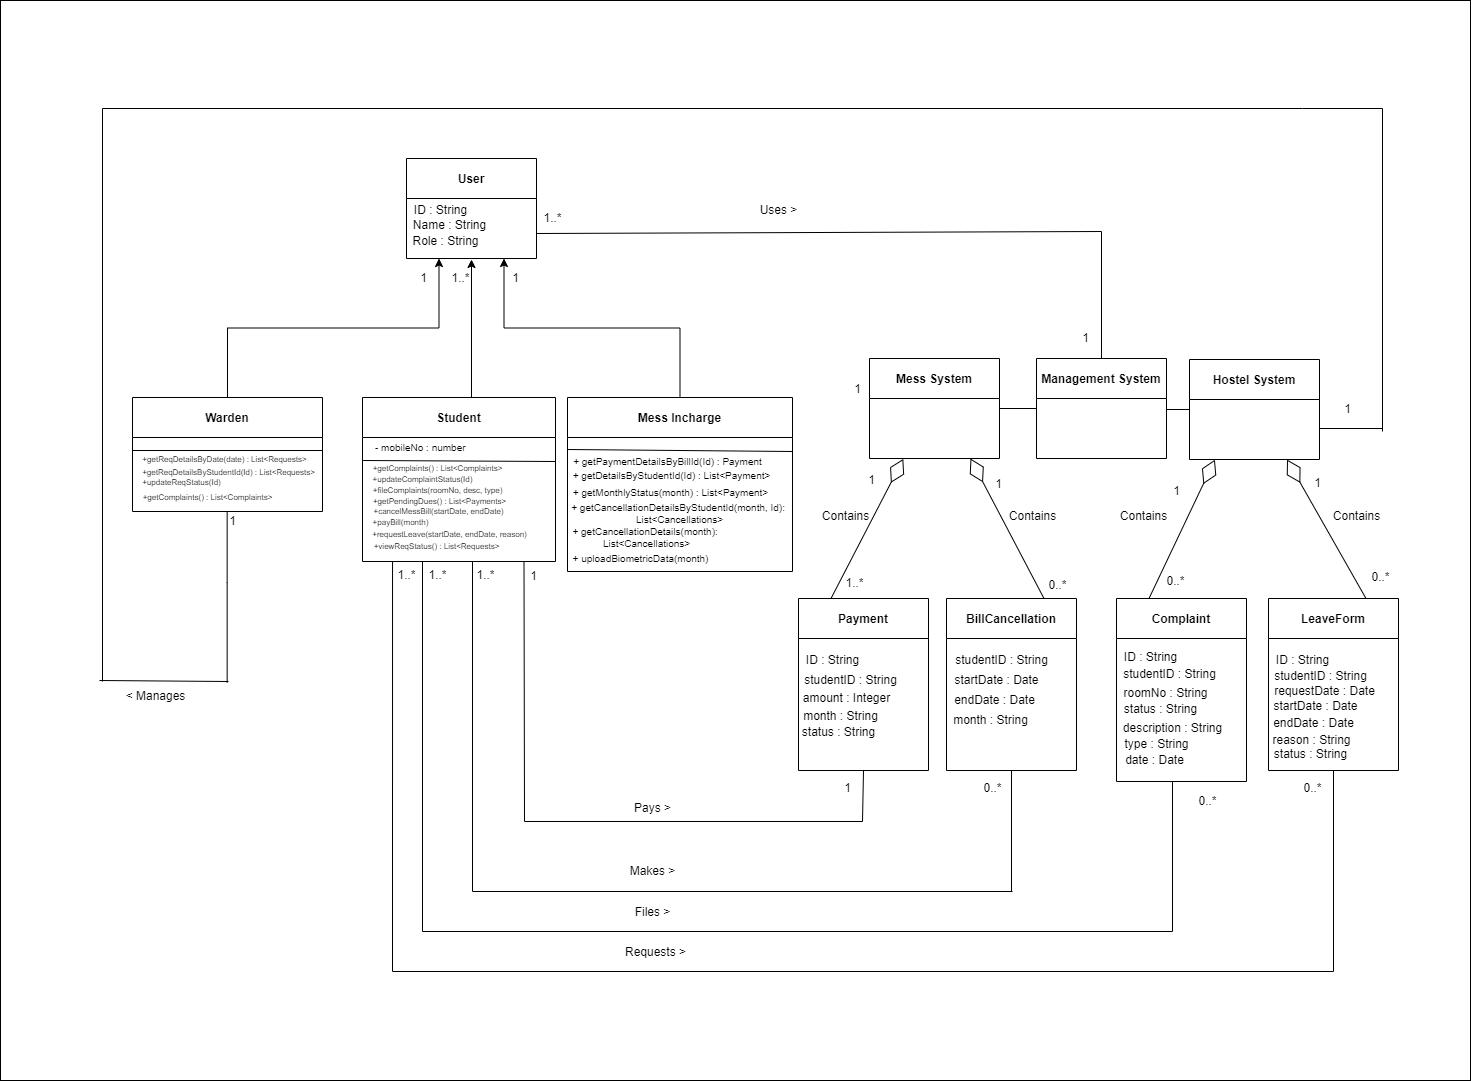 User
ID : String
Name : String
Role : String
1..*
Uses >
1
1..*
1
1
Mess System
Management System
Hostel System
1
1
Warden
+getReqDetailsByDate(date) : List<Requests>
+getReqDetailsByStudentId(Id) : List<Requests>
+updateReqStatus(Id)
+getComplaints() : List<Complaints>
1
< Manages
Student
- mobileNo : number
+getComplaints() : List<Complaints>
+updateComplaintStatus(Id)
+fileComplaints(roomNo, desc, type)
+getPendingDues() : List<Payments>
+cancelMessBill(startDate, endDate)
+payBill(month)
+requestLeave(startDate, endDate, reason)
+viewReqStatus() : List<Requests>
1..*
1..*
1..*
1
Mess Incharge
+ getPaymentDetailsByBillId(Id) : Payment
+ getDetailsByStudentId(Id) : List<Payment>
+ getMonthlyStatus(month) : List<Payment>
+ getCancellationDetailsByStudentId(month, Id):
List<Cancellations>
+ getCancellationDetails(month):
List<Cancellations>
+ uploadBiometricData(month)
1
1
1
1
Contains
Contains
Contains
Contains
1..*
0..*
0..*
0..*
Payment
ID : String
studentID : String
amount : Integer
month : String
status : String
BillCancellation
studentID : String
startDate : Date
endDate : Date
month : String
Complaint
ID : String
studentID : String
roomNo : String
status : String
description : String
type : String
date : Date
LeaveForm
ID : String
studentID : String
requestDate : Date
startDate : Date
endDate : Date
reason : String
status : String
1
0..*
0..*
0..*
Pays >
Makes >
Files >
Requests >